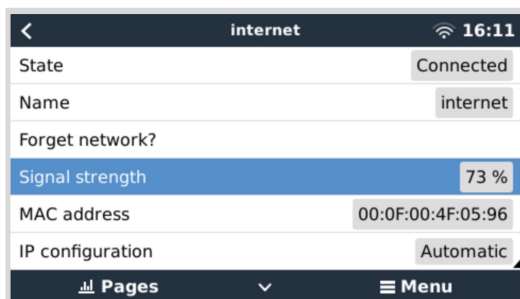 internet 16:11
State Connected
Name internet
Forget network?
Signal strength 73 %
MAC address 00:0F:00:4F:05:96
IP configuration Automatic
Pages Menu